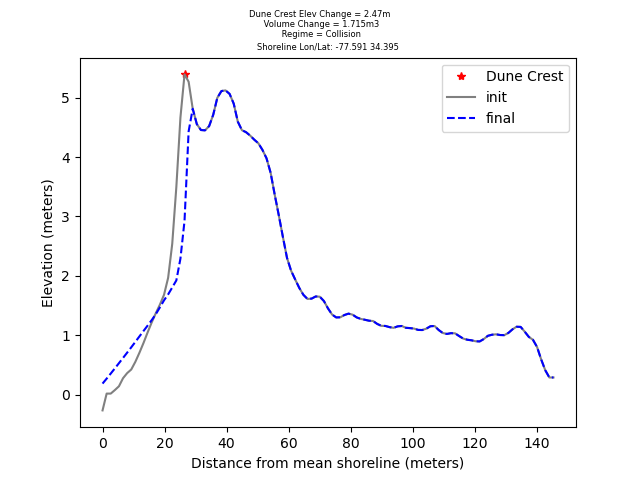 Dune Crest Elev Change = 2.47m
Volume Change = 1.715m3
Regime = Collision
Shoreline Lon/Lat: -77.591 34.395
Dune Crest
init
final
Elevation (meters)
5
4
3
2
1
0
0 20 40 60 80 100 120 140
Distance from mean shoreline (meters)